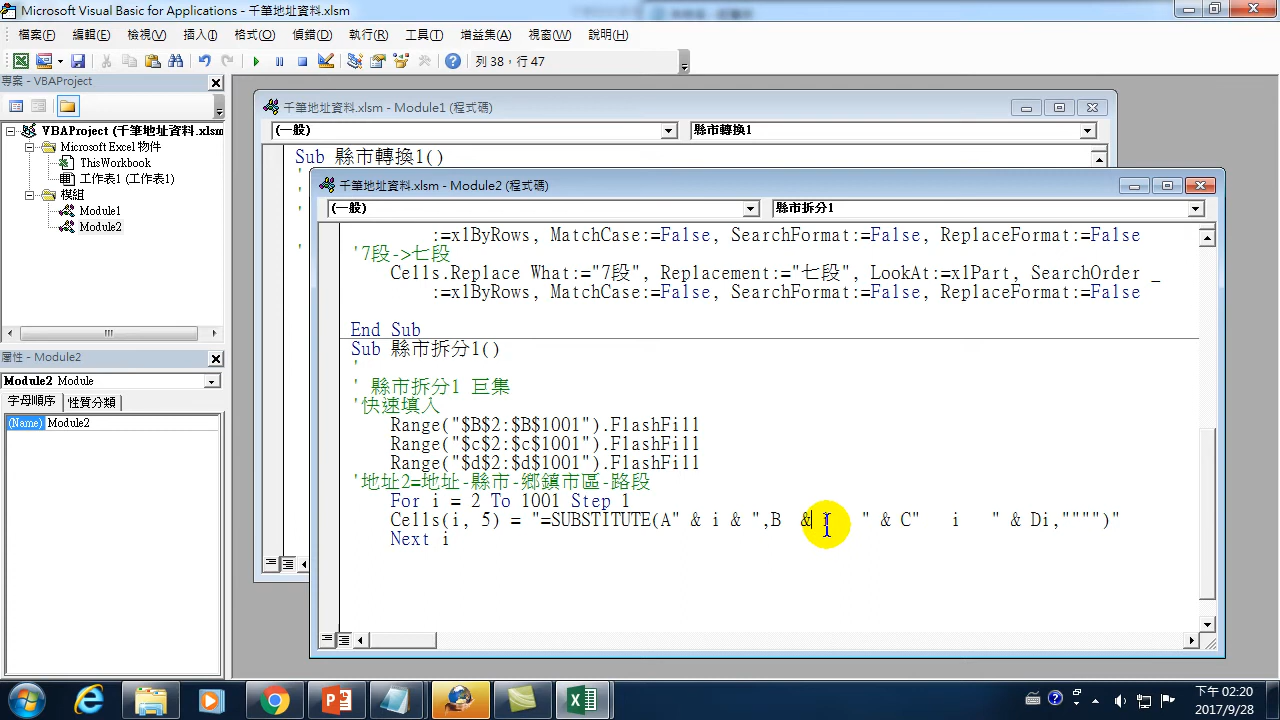 Microsoft Visual Basic for Applications - 千筆地址資料.xlsm
檔案(F) 編輯(E) 檢視(V) 插入(I) 格式(O) 偵錯(D) 執行(R) 工具(T) 增益集(A) 視窗(W) 說明(H)
列 38，行 47
專案 - VBAProject
VBAProject (千筆地址資料.xlsm
Microsoft Excel 物件
ThisWorkbook
工作表1 (工作表1)
模組
Module1
Module2
屬性 - Module2
Module2 Module
字母順序 性質分類
(Name) Module2
千筆地址資料.xlsm - Module1 (程式碼)
(一般) 縣市轉換1
Sub 縣市轉換1()
千筆地址資料.xlsm - Module2 (程式碼)
(一般) 縣市拆分1
:=xlByRows, MatchCase:=False, SearchFormat:=False, ReplaceFormat:=False
'7段->七段
Cells.Replace What:="7段", Replacement:="七段", LookAt:=xlPart, SearchOrder _
:=xlByRows, MatchCase:=False, SearchFormat:=False, ReplaceFormat:=False
End Sub
Sub 縣市拆分1()
'
' 縣市拆分1 巨集
'快速填入
Range("$B$2:$B$1001").FlashFill
Range("$c$2:$c$1001").FlashFill
Range("$d$2:$d$1001").FlashFill
'地址2=地址-縣市-鄉鎮市區-路段
For i = 2 To 1001 Step 1
Cells(i, 5) = "=SUBSTITUTE(A" & i & ",B & i " & C" i " & Di,"""")"
Next i
下午 02:20
2017/9/28